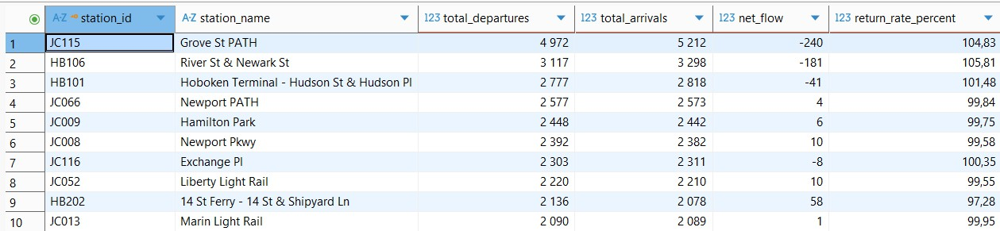 A-Z station_id A-Z station_name 123 total_departures 123 total_arrivals 123 net_flow 123 return_rate_percent
1 JC115 Grove St PATH 4 972 5 212 -240 104,83
2 HB106 River St & Newark St 3 117 3 298 -181 105,81
3 HB101 Hoboken Terminal - Hudson St & Hudson Pl 2 777 2 818 -41 101,48
4 JC066 Newport PATH 2 577 2 573 4 99,84
5 JC009 Hamilton Park 2 448 2 442 6 99,75
6 JC008 Newport Pkwy 2 392 2 382 10 99,58
7 JC116 Exchange Pl 2 303 2 311 -8 100,35
8 JC052 Liberty Light Rail 2 220 2 210 10 99,55
9 HB202 14 St Ferry - 14 St & Shipyard Ln 2 136 2 078 58 97,28
10 JC013 Marin Light Rail 2 090 2 089 1 99,95